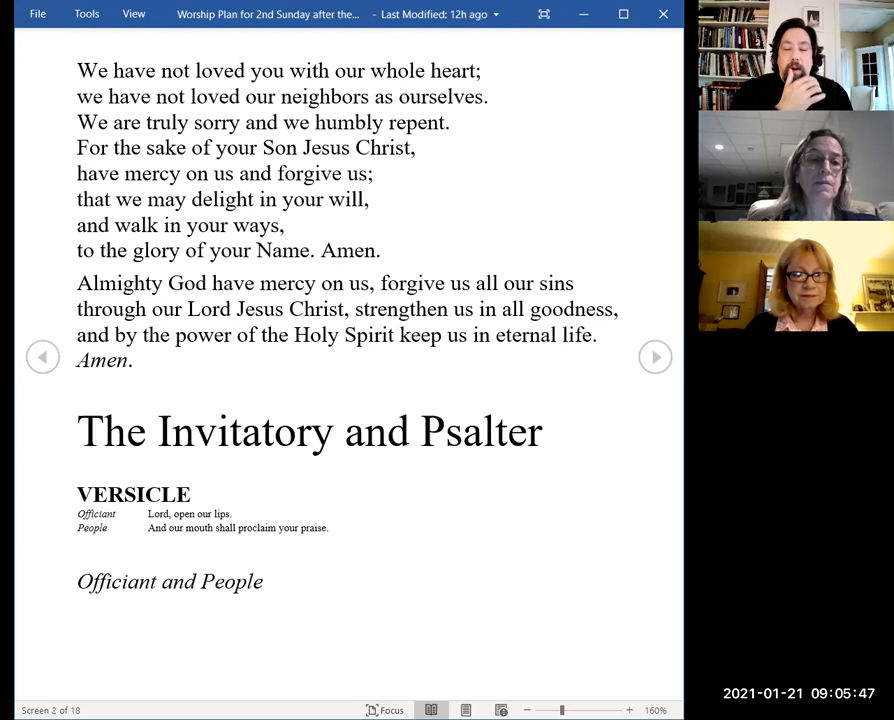 File Tools View Worship Plan for 2nd Sunday after the... - Last Modified: 12h ago
We have not loved you with our whole heart;
we have not loved our neighbors as ourselves.
We are truly sorry and we humbly repent.
For the sake of your Son Jesus Christ,
have mercy on us and forgive us;
that we may delight in your will,
and walk in your ways,
to the glory of your Name. Amen.
Almighty God have mercy on us, forgive us all our sins
through our Lord Jesus Christ, strengthen us in all goodness,
and by the power of the Holy Spirit keep us in eternal life.
Amen.
The Invitatory and Psalter
VERSICLE
Officiant Lord, open our lips.
People And our mouth shall proclaim your praise.
Officiant and People
2021-01-21 09:05:47
Screen 2 of 18 Focus 160%